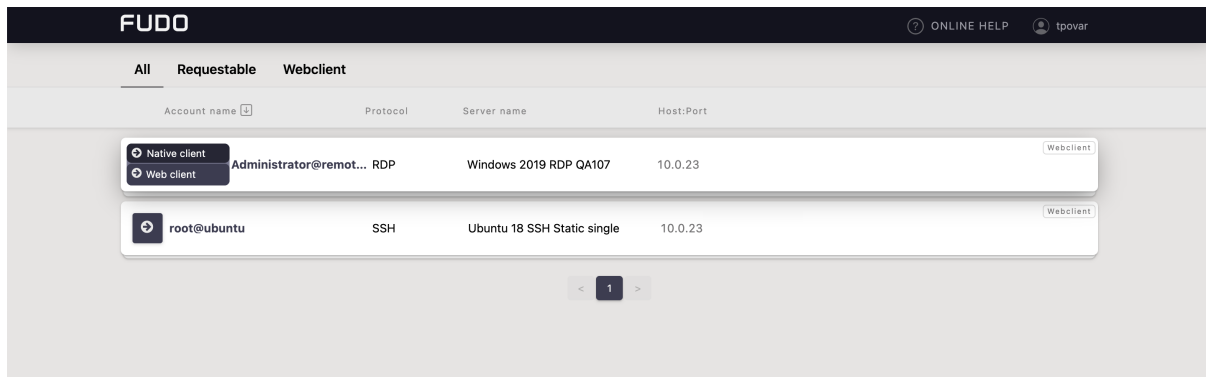 FUDO
ONLINE HELP
tpovar
All Requestable Webclient
Account name Protocol Server name Host:Port
Native client
Web client
Administrator@remot... RDP Windows 2019 RDP QA107 10.0.23
Webclient
root@ubuntu SSH Ubuntu 18 SSH Static single 10.0.23
Webclient
< 1 >